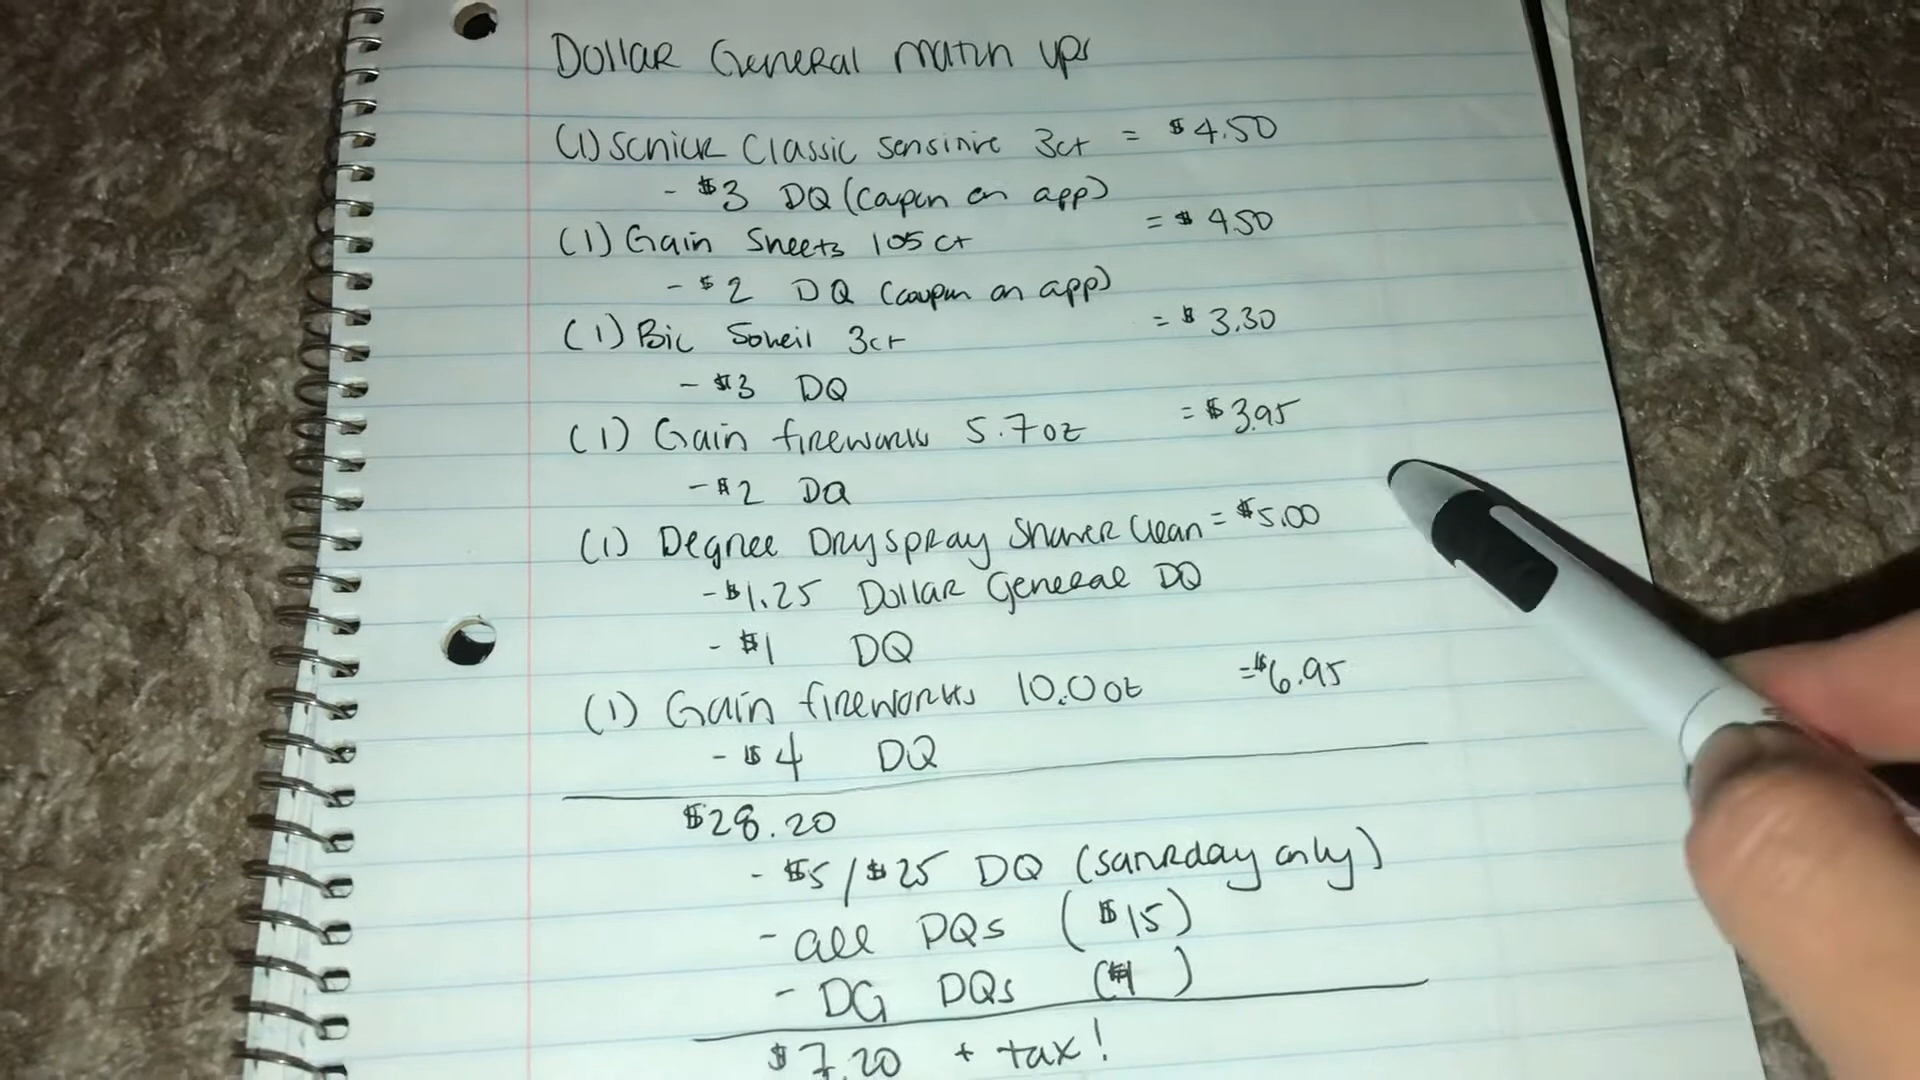 Dollar General match ups
(1) Schick Classic Sensitive 3ct = $4.50
- $3 DQ (coupon on app)
(1) Gain Sheets 105 ct = $4.50
- $2 DQ (coupon on app)
(1) Bic Soheil 3ct = $3.30
- $3 DQ
(1) Gain fireworks 5.7oz = $3.95
- $2 DQ
(1) Degree Dryspray Shower Clean = $5.00
- $1.25 Dollar General DQ
- $1 DQ
(1) Gain fireworks 10.0oz = $6.95
- $4 DQ
$28.20
- $5/$25 DQ (saturday only)
- all DQs ($15)
- DG DQs ($1)
$7.20 + tax!